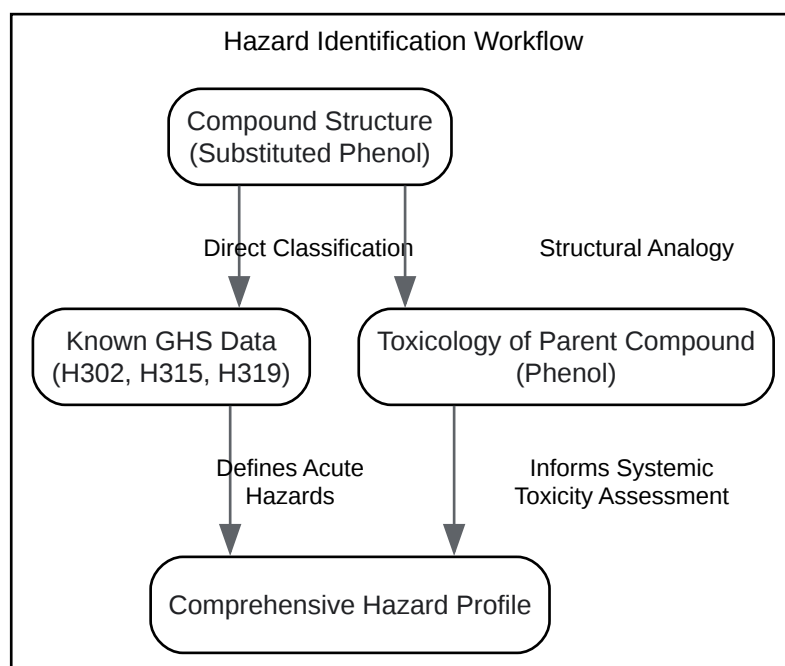 Hazard Identification Workflow
Compound Structure
(Substituted Phenol)
Direct Classification
Structural Analogy
Known GHS Data
(H302, H315, H319)
Toxicology of Parent Compound
(Phenol)
Defines Acute
Hazards
Informs Systemic
Toxicity Assessment
Comprehensive Hazard Profile